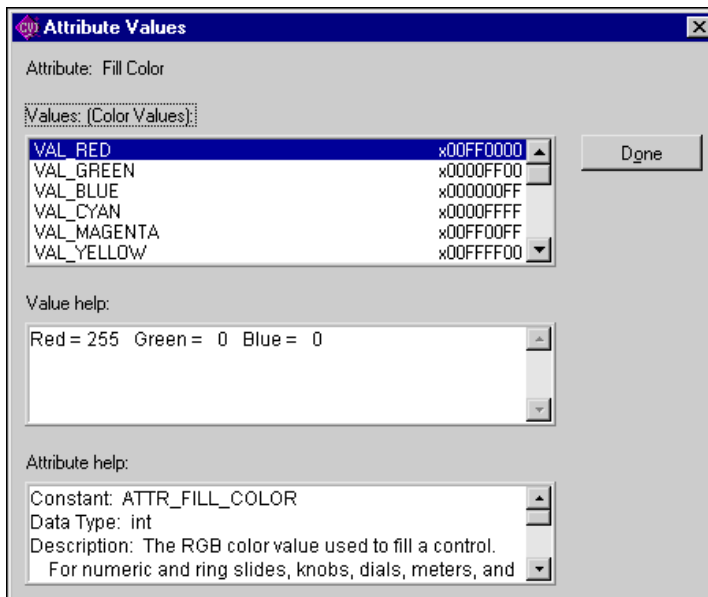 cvi Attribute Values
Attribute: Fill Color
Values: (Color Values):
VAL_RED x00FF0000
VAL_GREEN x0000FF00
VAL_BLUE x000000FF
VAL_CYAN x0000FFFF
VAL_MAGENTA x00FF00FF
VAL_YELLOW x00FFFF00
Done
Value help:
Red = 255 Green = 0 Blue = 0
Attribute help:
Constant: ATTR_FILL_COLOR
Data Type: int
Description: The RGB color value used to fill a control.
For numeric and ring slides, knobs, dials, meters, and